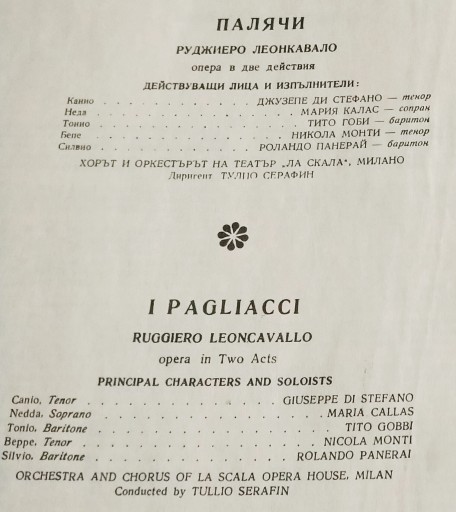 ПАЛЯЧИ
РУДЖИЕРО ЛЕОНКАВАЛО
опера в две действия
ДЕЙСТВУВАЩИ ЛИЦА И ИЗПЪЛНИТЕЛИ:
Канио . . . . . . . . . . . ДЖУЗЕПЕ ДИ СТЕФАНО — тенор
Неда . . . . . . . . . . . МАРИЯ КАЛАС — сопран
Тонио . . . . . . . . . . . ТИТО ГОБИ — баритон
Бепе . . . . . . . . . . . НИКОЛА МОНТИ — тенор
Силвио . . . . . . . . . . . РОЛАНДО ПАНЕРАЙ — баритон
ХОРЪТ И ОРКЕСТЪРЪТ НА ТЕАТЪР „ЛА СКАЛА“, МИЛАНО
Диригент ТУЛИО СЕРАФИН
I PAGLIACCI
RUGGIERO LEONCAVALLO
opera in Two Acts
PRINCIPAL CHARACTERS AND SOLOISTS
Canio, Tenor . . . . . . . . . . . GIUSEPPE DI STEFANO
Nedda, Soprano . . . . . . . . . . . MARIA CALLAS
Tonio, Baritone . . . . . . . . . . . TITO GOBBI
Beppe, Tenor . . . . . . . . . . . NICOLA MONTI
Silvio, Baritone . . . . . . . . . . . ROLANDO PANERAI
ORCHESTRA AND CHORUS OF LA SCALA OPERA HOUSE, MILAN
Conducted by TULLIO SERAFIN